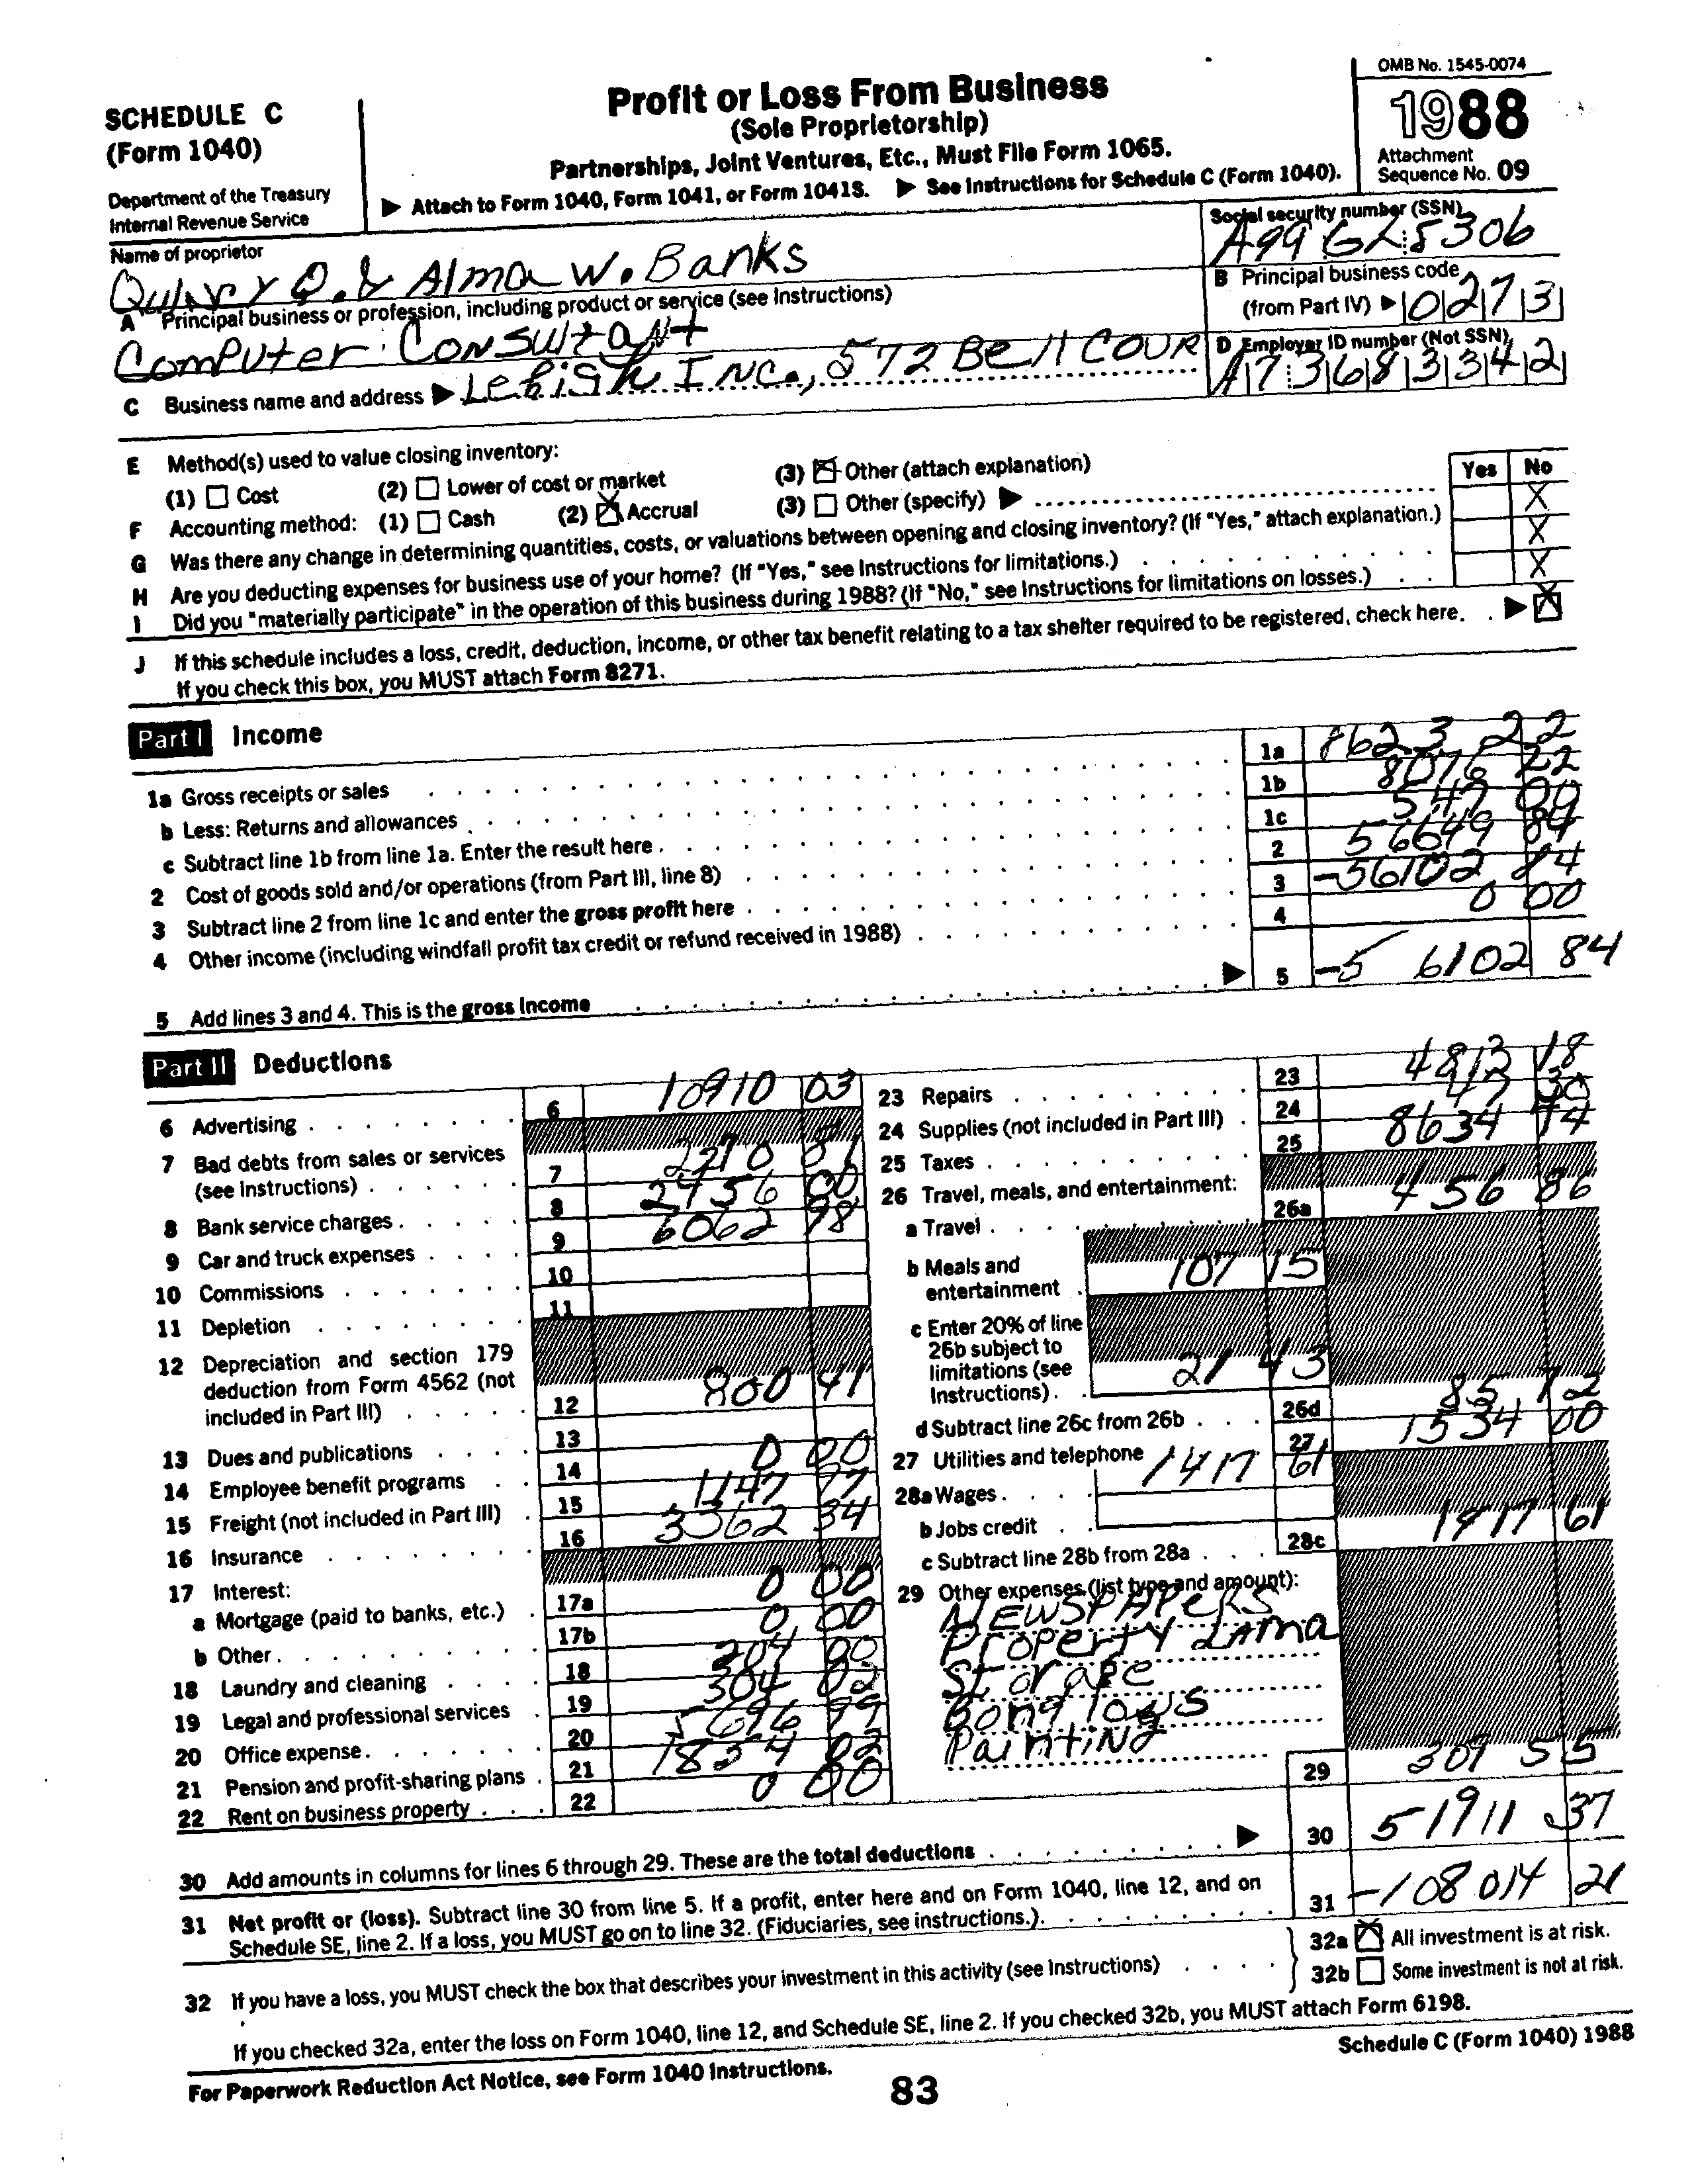 SCHEDULE C
(Form 1040)
Department of the Treasury
Internal Revenue Service
Profit or Loss From Business
(Sole Proprietorship)
Partnerships, Joint Ventures, Etc., Must File Form 1065.
▶ Attach to Form 1040, Form 1041, or Form 1041S. ▶ See Instructions for Schedule C (Form 1040).
OMB No. 1545-0074
1988
Attachment
Sequence No. 09
Name of proprietor
Q. & Alma W. Banks
Social security number (SSN)
A99 62 5306
A Principal business or profession, including product or service (see Instructions)
Computer Consultant
B Principal business code
(from Part IV) ▶ 0273
C Business name and address ▶ Lehigh INC., 572 Bell COUR
D Employer ID number (Not SSN)
A73683342
E Method(s) used to value closing inventory:
(1) Cost (2) Lower of cost or market (3) Other (attach explanation)
Yes No
F Accounting method: (1) Cash (2) Accrual (3) Other (specify) ▶
G Was there any change in determining quantities, costs, or valuations between opening and closing inventory? (If "Yes," attach explanation.) X
H Are you deducting expenses for business use of your home? (If "Yes," see Instructions for limitations.) X
I Did you "materially participate" in the operation of this business during 1988? (If "No," see Instructions for limitations on losses.) X
J If this schedule includes a loss, credit, deduction, income, or other tax benefit relating to a tax shelter required to be registered, check here. ▶ X
If you check this box, you MUST attach Form 8271.
Part I Income
1a Gross receipts or sales 1a 8623 22
b Less: Returns and allowances 1b 8076 22
c Subtract line 1b from line 1a. Enter the result here 1c 547 00
2 Cost of goods sold and/or operations (from Part III, line 8) 2 56649 84
3 Subtract line 2 from line 1c and enter the gross profit here 3 -56102 84
4 Other income (including windfall profit tax credit or refund received in 1988) 4 0 00
5 Add lines 3 and 4. This is the gross income ▶ 5 -56102 84
Part II Deductions
6 Advertising 6 10910 03
7 Bad debts from sales or services
(see Instructions) 7
8 Bank service charges 8 2456 00
9 Car and truck expenses 9 6062 98
10 Commissions 10
11 Depletion 11
12 Depreciation and section 179
deduction from Form 4562 (not
included in Part III) 12 800 41
13 Dues and publications 13
14 Employee benefit programs 14 0 00
15 Freight (not included in Part III) 15 1147 77
16 Insurance 16 3362 34
17 Interest:
a Mortgage (paid to banks, etc.) 17a 0 00
b Other 17b 0 00
18 Laundry and cleaning 18 204 00
19 Legal and professional services 19 304 02
20 Office expense 20 5696 99
21 Pension and profit-sharing plans 21 1854 02
22 Rent on business property 22 0 00
23 Repairs 23 4813 18
24 Supplies (not included in Part III) 24 47 30
25 Taxes 25 8634 74
26 Travel, meals, and entertainment:
a Travel 26a 456 86
b Meals and
entertainment 107 15
c Enter 20% of line
26b subject to
limitations (see
Instructions) 21 43
d Subtract line 26c from 26b 26d 85 72
27 Utilities and telephone 27 1534 00
28a Wages 1417 61
b Jobs credit
c Subtract line 28b from 28a 28c 1417 61
29 Other expenses (list type and amount):
NEWSPAPERS
Property
Storage
Painting
29 309 55
30 Add amounts in columns for lines 6 through 29. These are the total deductions ▶ 30 51911.37
31 Net profit or (loss). Subtract line 30 from line 5. If a profit, enter here and on Form 1040, line 12, and on
Schedule SE, line 2. If a loss, you MUST go on to line 32. (Fiduciaries, see instructions.) 31 -108014 21
32 If you have a loss, you MUST check the box that describes your investment in this activity (see Instructions)
32a X All investment is at risk.
32b Some investment is not at risk.
If you checked 32a, enter the loss on Form 1040, line 12, and Schedule SE, line 2. If you checked 32b, you MUST attach Form 6198.
For Paperwork Reduction Act Notice, see Form 1040 Instructions.
Schedule C (Form 1040) 1988
83